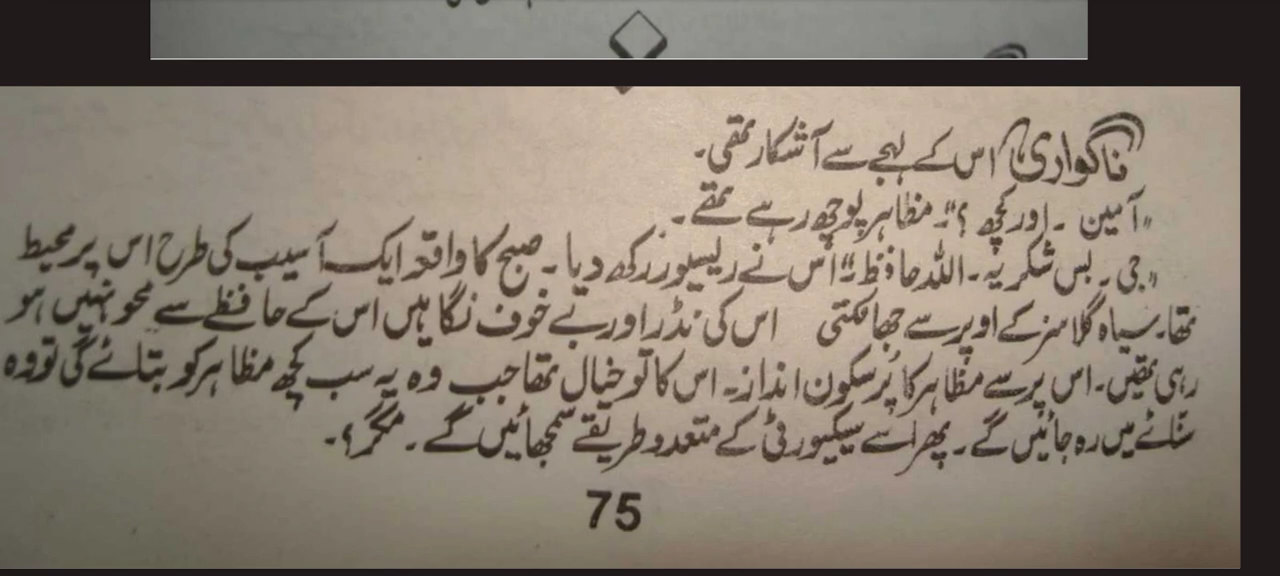 ناگواری اس کے لہجے سے آشکار تھی۔
"آمین ۔ اور کچھ ؟" مظاہر پوچھ رہے تھے ۔
"جی ۔ بس شکریہ ۔ اللہ حافظ ۔" اس نے ریسیور رکھ دیا ۔ صبح کا واقعہ ایک آسیب کی طرح اس پر محیط
تھا۔ سیاہ گلاسز کے اوپر سے جھانکتی اس کی نڈر اور بے خوف نگاہیں اس کے حافظے سے محو نہیں ہو
رہی تھیں۔ اس پر سے مظاہر کا پُرسکون انداز۔ اس کا تو خیال تھا جب وہ یہ سب کچھ مظاہر کو بتائے گی تو وہ
سناٹے میں رہ جائیں گے ۔ پھر اسے سیکیورٹی کے متعدد طریقے سمجھائیں گے ۔ مگر؟۔
75